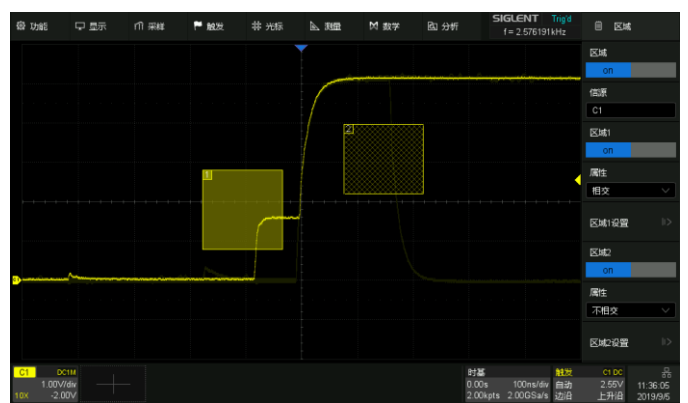 功能 显示 采样 触发 光标 测量 数学 分析 SIGLENT Trig'd 区域
f = 2.576191kHz
区域
on
信源
C1
区域1
on
属性
相交
区域1设置
区域2
on
属性
不相交
区域2设置
1
2
C1 DC1M
1.00V/div
10X -2.00V
时基
0.00s 100ns/div
2.00kpts 2.00GSa/s
触发 C1 DC
自动 2.55V
边沿 上升沿
11:36:05
2019/9/5